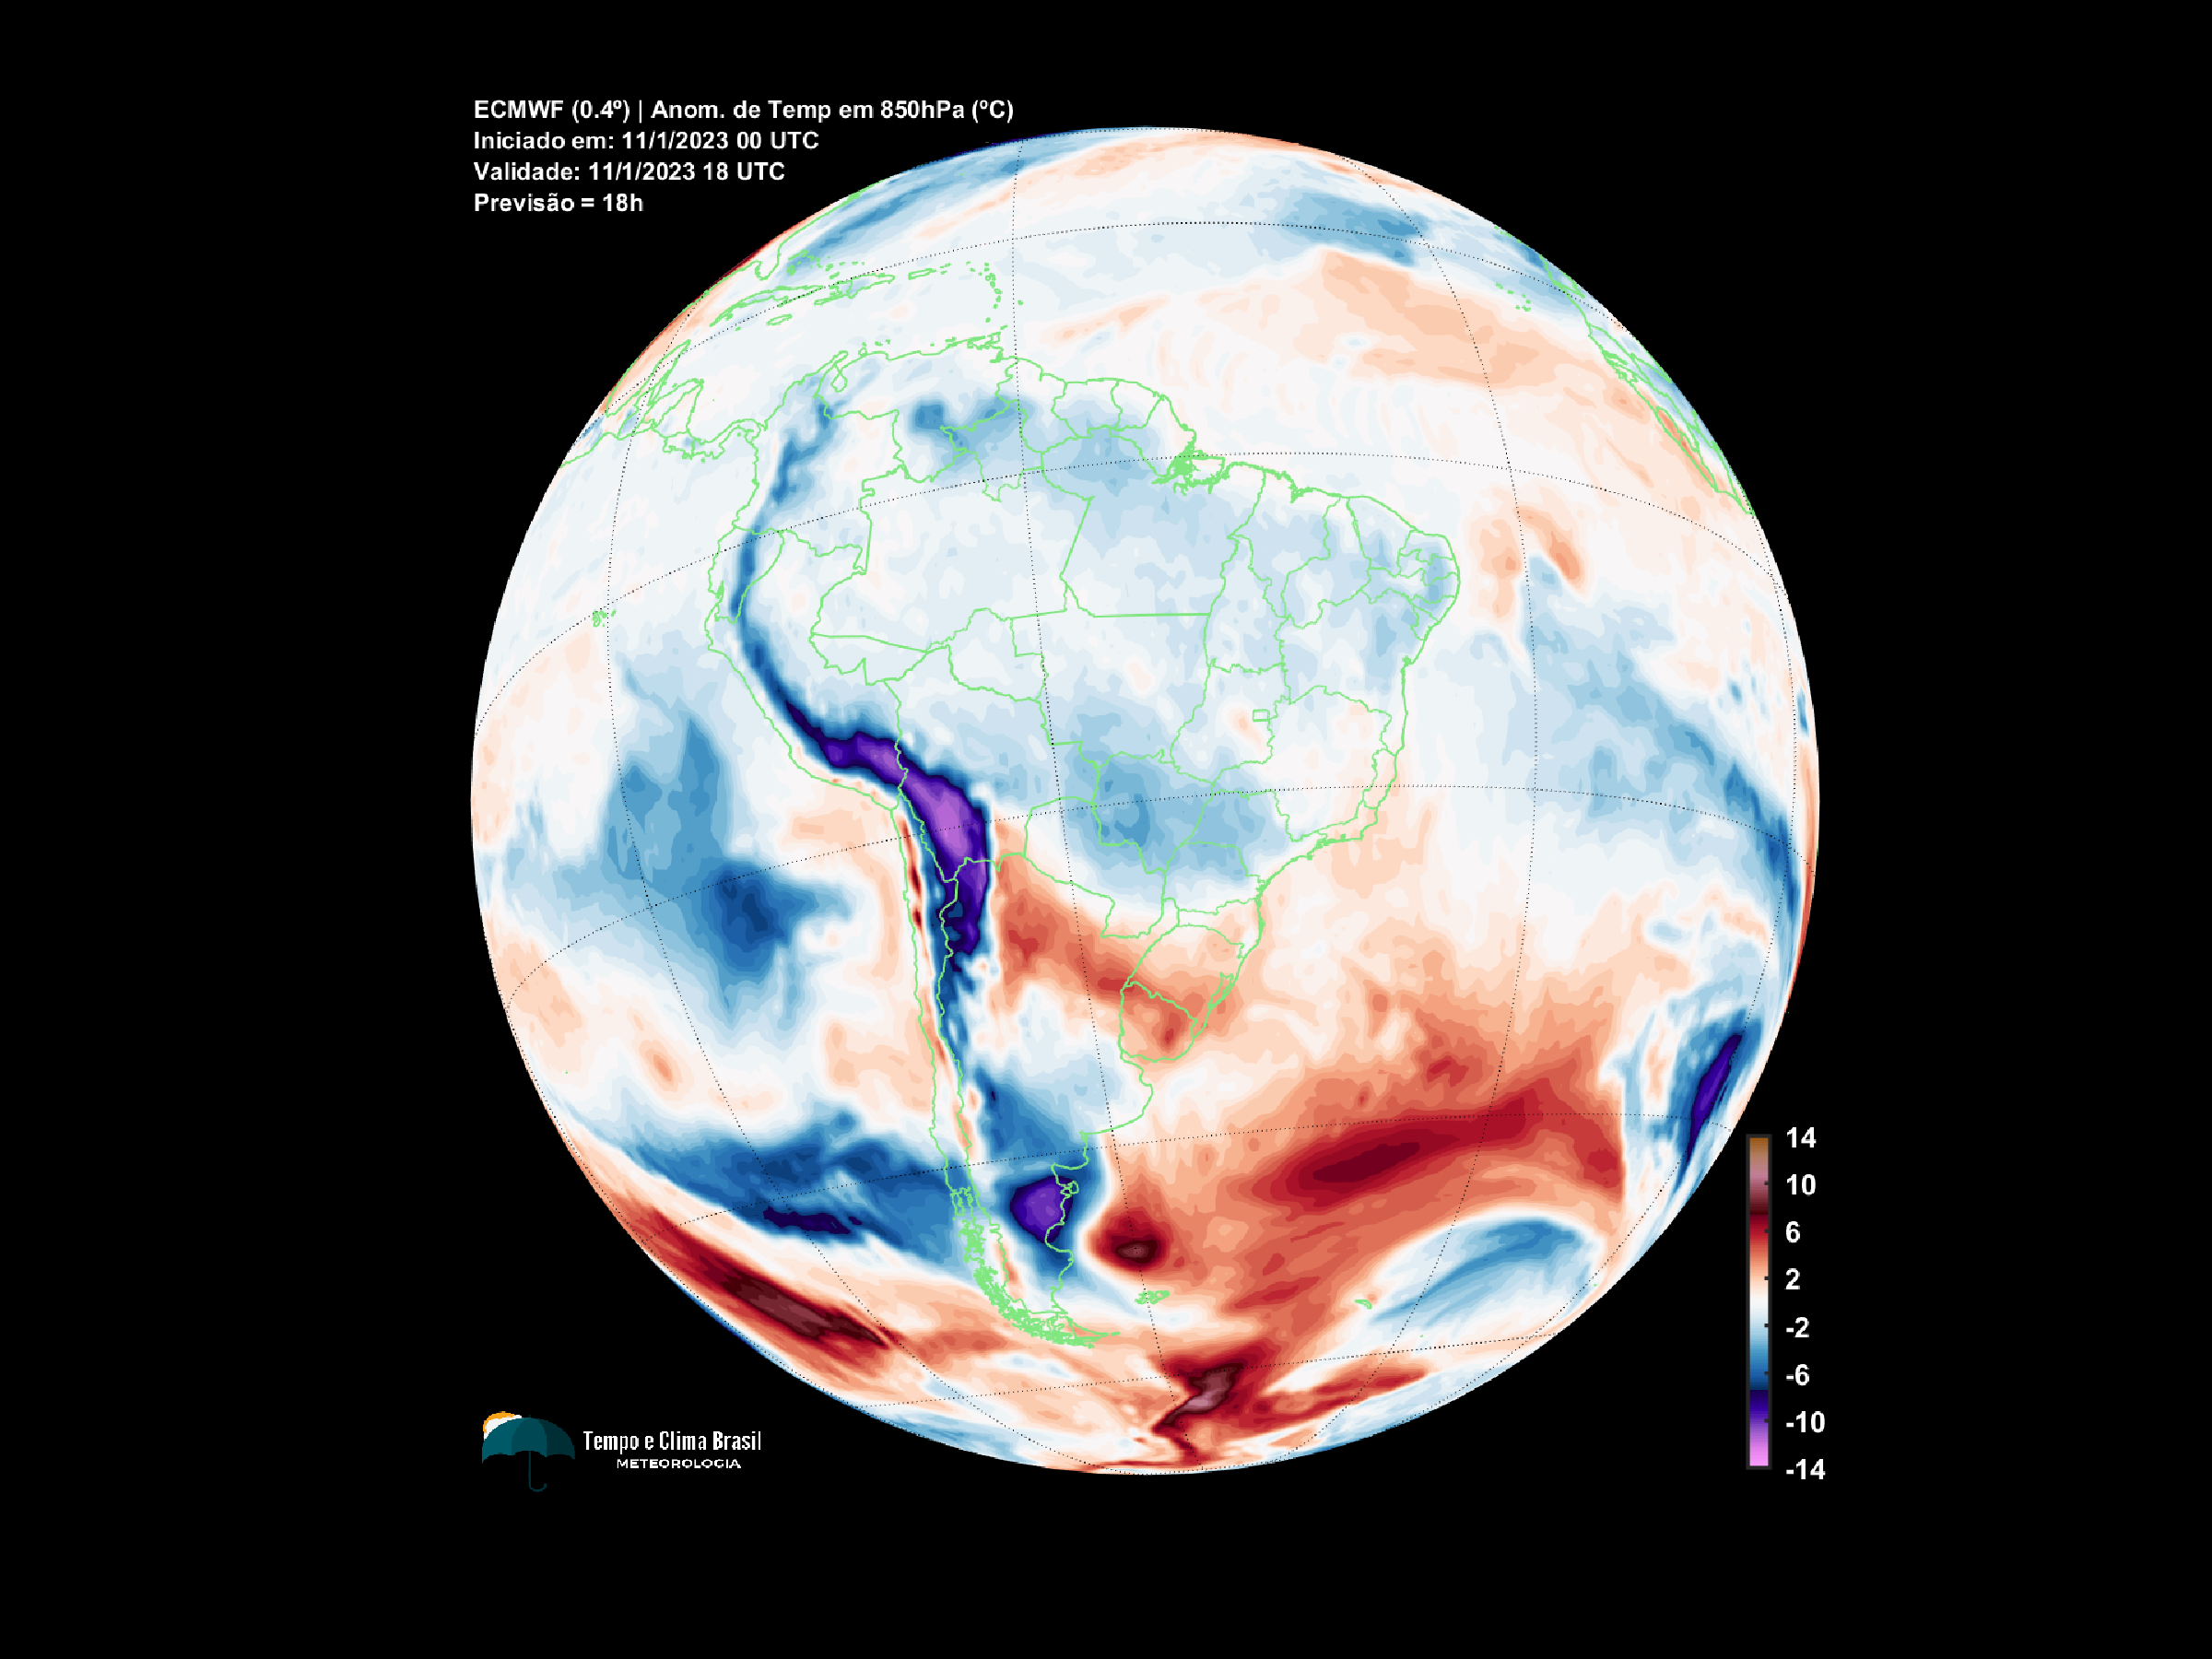 ECMWF (0.4º) | Anom. de Temp em 850hPa (ºC)
Iniciado em: 11/1/2023 00 UTC
Validade: 11/1/2023 18 UTC
Previsão = 18h
14
10
6
2
-2
-6
-10
-14
Tempo e Clima Brasil
METEOROLOGIA